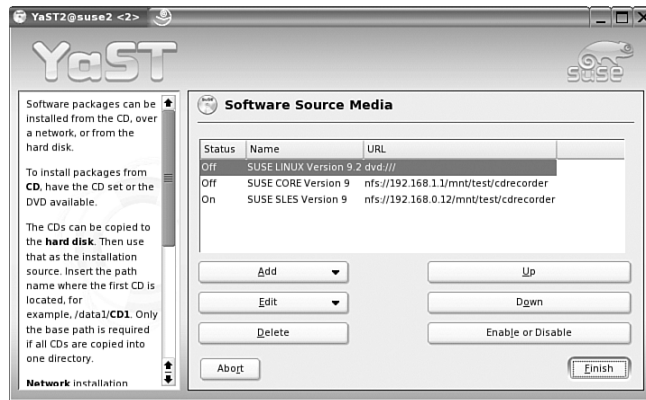 YaST2@suse2 <2>
YaST
SUSE
Software packages can be
installed from the CD, over
a network, or from the
hard disk.
To install packages from
CD, have the CD set or the
DVD available.
The CDs can be copied to
the hard disk. Then use
that as the installation
source. Insert the path
name where the first CD is
located, for
example, /data1/CD1. Only
the base path is required
if all CDs are copied into
one directory.
Network installation
Software Source Media
Status Name URL
Off SUSE LINUX Version 9.2 dvd:///
Off SUSE CORE Version 9 nfs://192.168.1.1/mnt/test/cdrecorder
On SUSE SLES Version 9 nfs://192.168.0.12/mnt/test/cdrecorder
Add Up
Edit Down
Delete Enable or Disable
Abort Finish